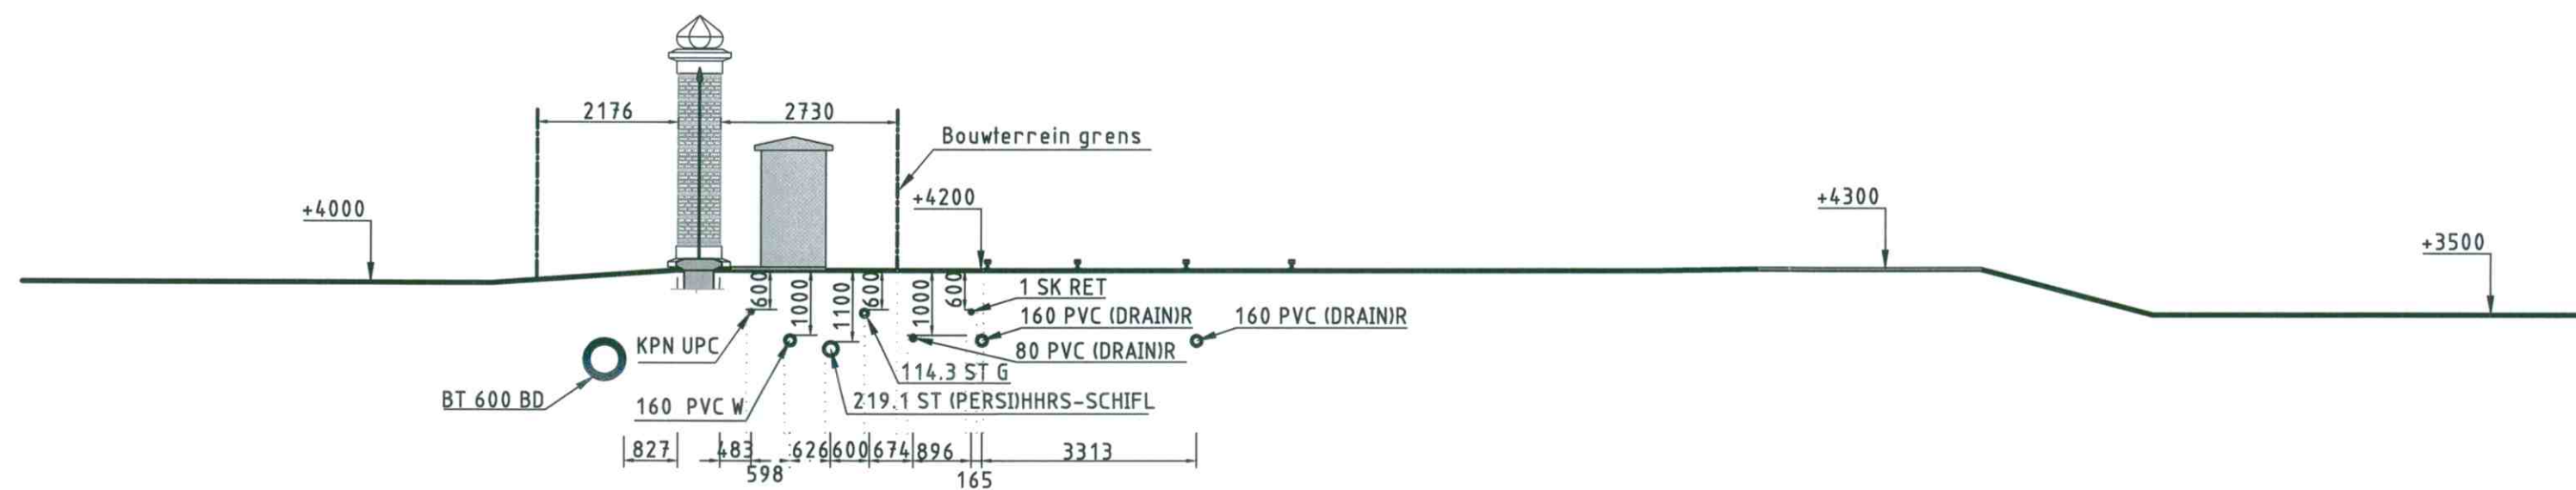 2176
2730
Bouwterrein grens
+4000
+4200
+4300
+3500
600
1000
1100
600
1000
600
1 SK RET
160 PVC (DRAIN)R
160 PVC (DRAIN)R
KPN UPC
80 PVC (DRAIN)R
114.3 ST G
BT 600 BD
160 PVC W
219.1 ST (PERSI)HHRS-SCHIFL
827
483
598
626
600
674
896
165
3313